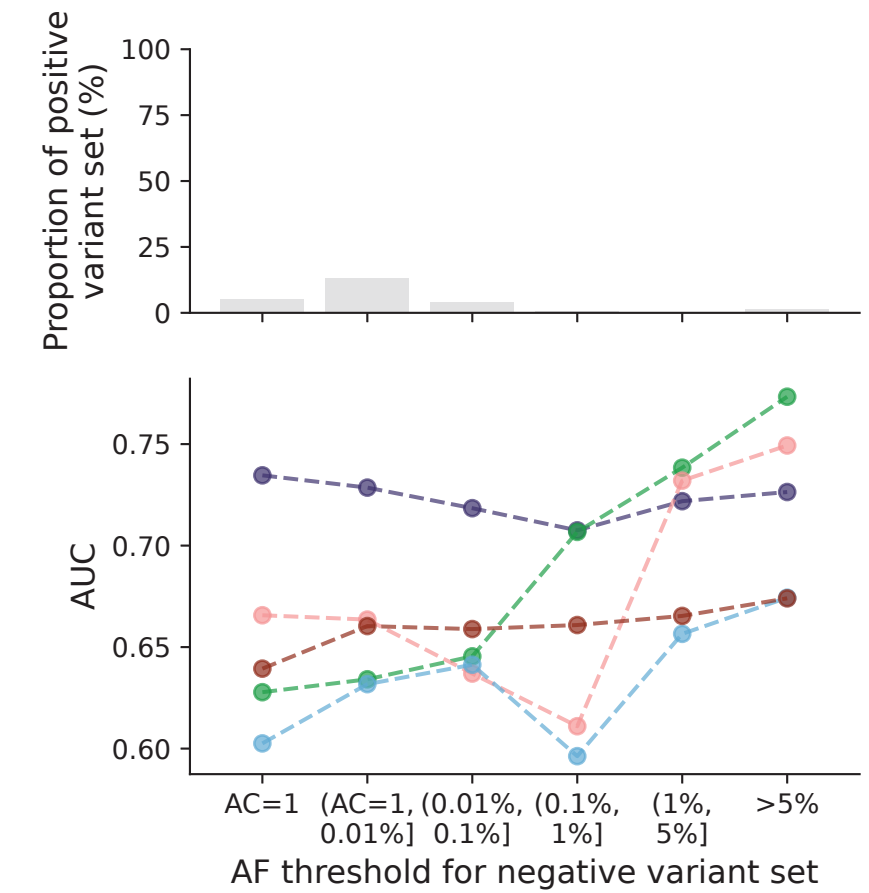 Proportion of positive
variant set (%)
100
75
50
25
0
AUC
0.75
0.70
0.65
0.60
AC=1 (AC=1, (0.01%, (0.1%, (1%, >5%
0.01%] 0.1%] 1%] 5%]
AF threshold for negative variant set